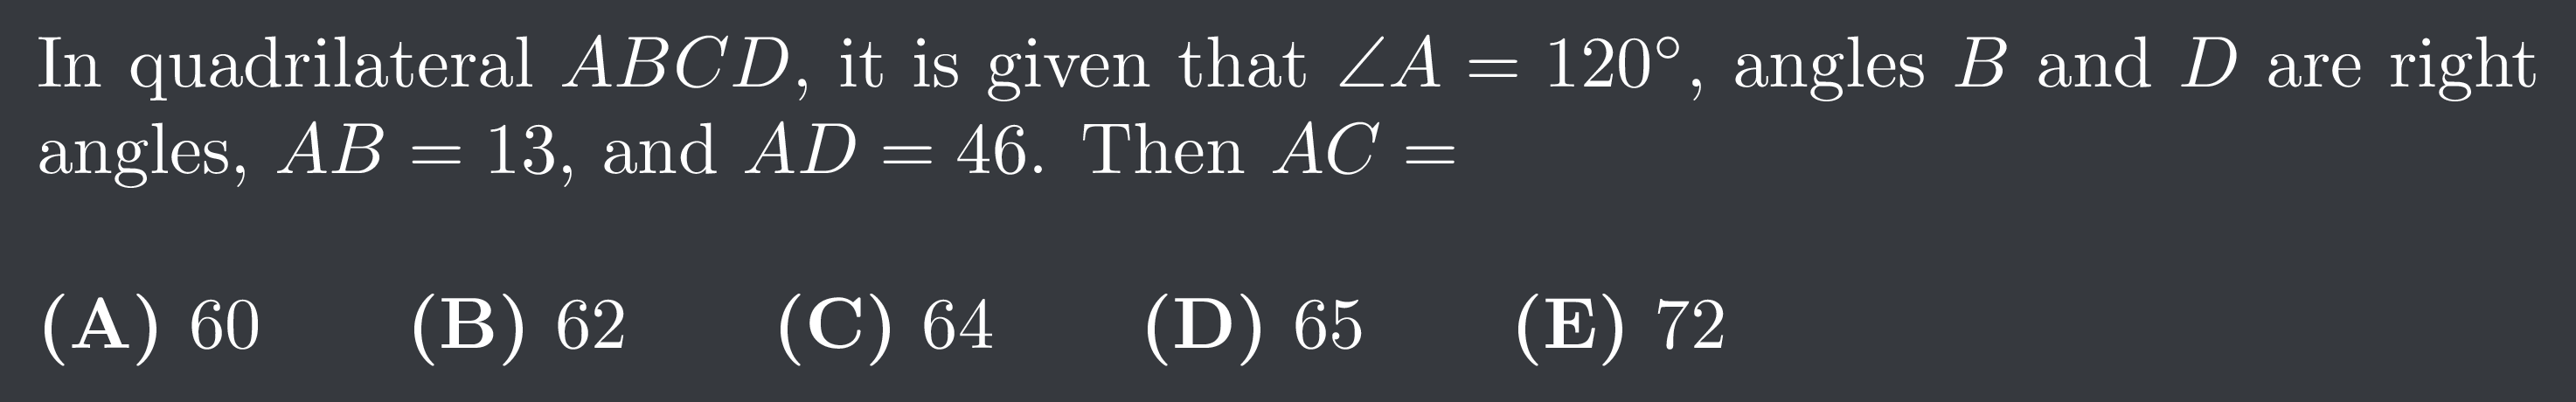 In quadrilateral ABCD, it is given that ∠A = 120°, angles B and D are right
angles, AB = 13, and AD = 46. Then AC =
(A) 60 (B) 62 (C) 64 (D) 65 (E) 72